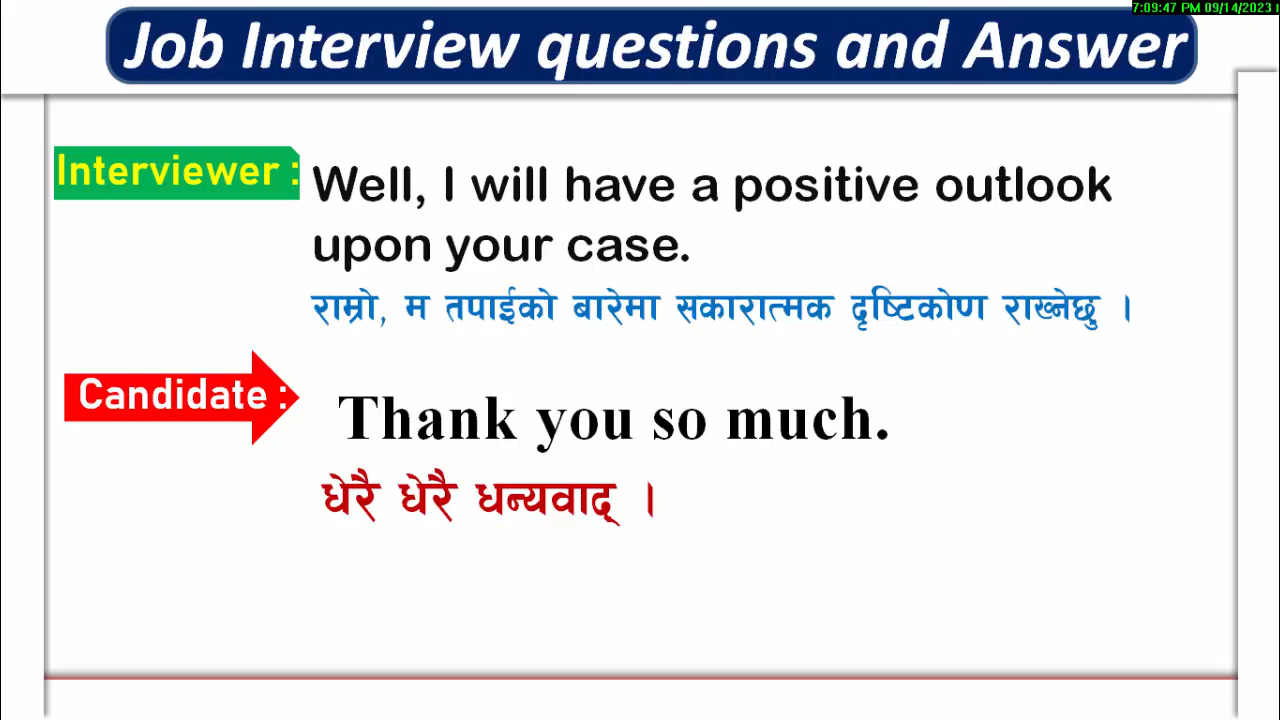 7:09:47 PM 09/14/2023
Job Interview questions and Answer
Interviewer :
Well, I will have a positive outlook
upon your case.
राम्रो, म तपाईको बारेमा सकारात्मक दृष्टिकोण राख्नेछु ।
Candidate :
Thank you so much.
धेरै धेरै धन्यवाद् ।